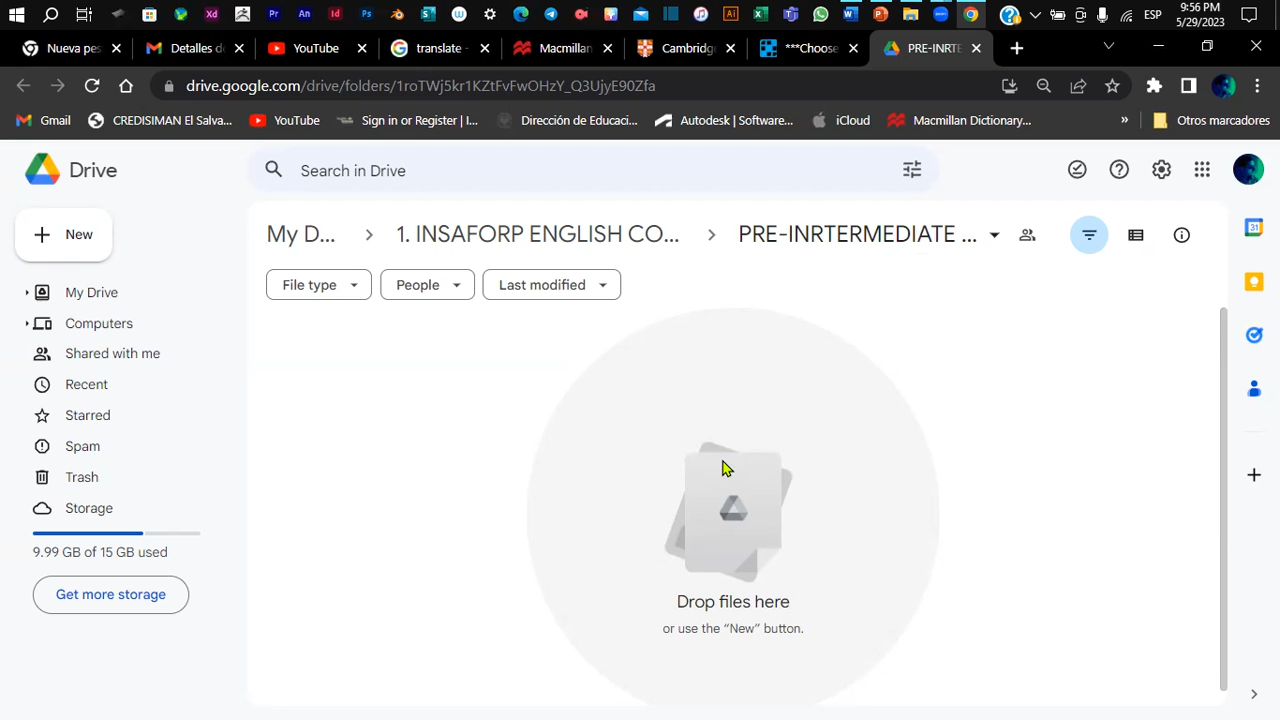 9:56 PM
ESP
5/29/2023
Nueva pes
Detalles de
YouTube
translate -
Macmillan
Cambridge
***Choose
PRE-INRTE
drive.google.com/drive/folders/1roTWj5kr1KZtFvFwOHzY_Q3UjyE90Zfa
Gmail
CREDISIMAN El Salva...
YouTube
Sign in or Register | I...
Dirección de Educaci...
Autodesk | Software...
iCloud
Macmillan Dictionary...
»
Otros marcadores
Drive
Search in Drive
New
My D... > 1. INSAFORP ENGLISH CO... > PRE-INRTERMEDIATE ...
File type
People
Last modified
My Drive
Computers
Shared with me
Recent
Starred
Spam
Trash
Storage
9.99 GB of 15 GB used
Get more storage
31
Drop files here
or use the “New” button.